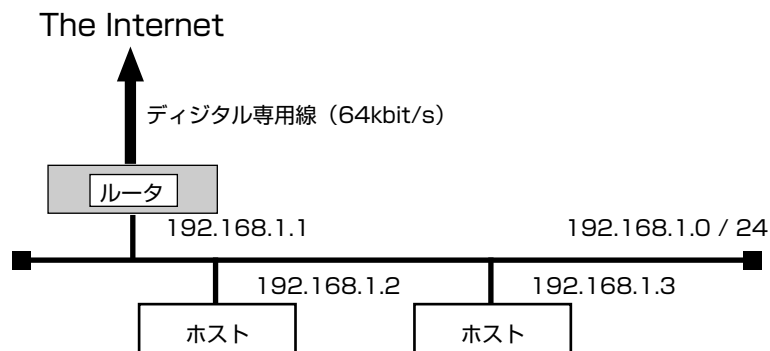 The Internet
ディジタル専用線（64kbit/s）
ルータ
192.168.1.1
192.168.1.0 / 24
192.168.1.2
192.168.1.3
ホスト
ホスト